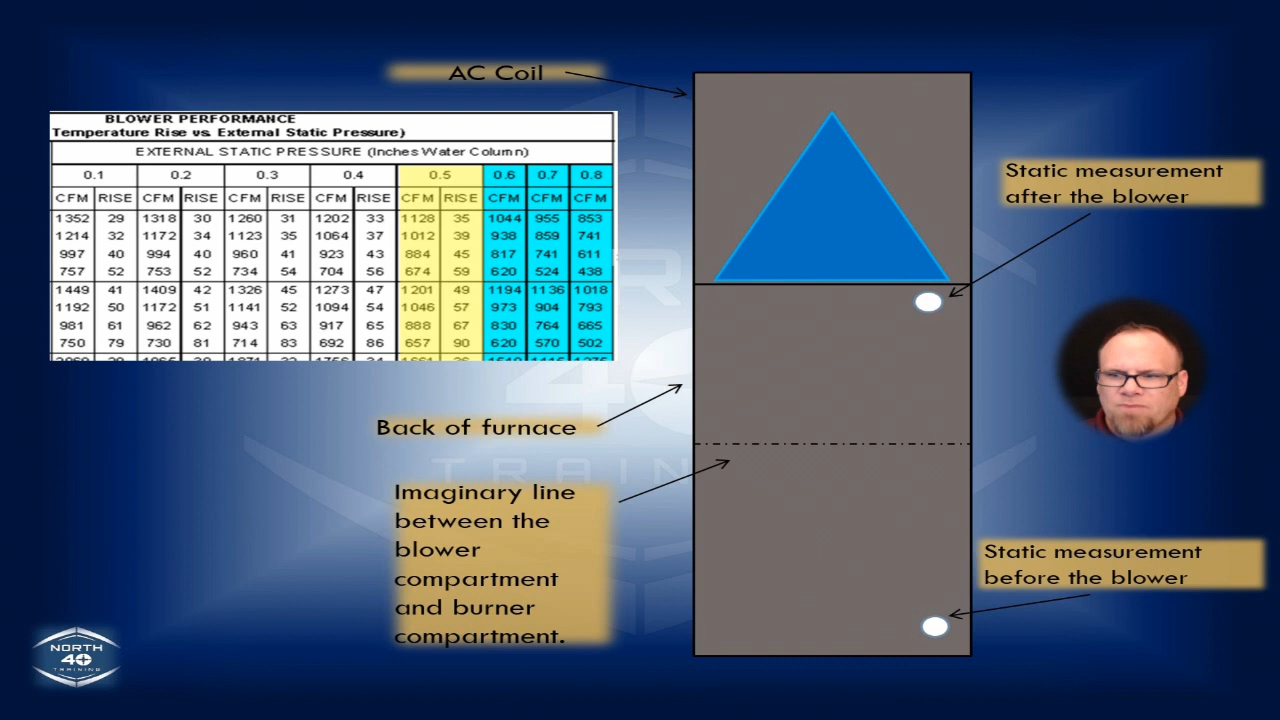 AC Coil
BLOWER PERFORMANCE
Temperature Rise vs. External Static Pressure)
EXTERNAL STATIC PRESSURE (Inches Water Column)
0.1 0.2 0.3 0.4 0.5 0.6 0.7 0.8
CFM RISE CFM RISE CFM RISE CFM RISE CFM RISE CFM CFM CFM
1352 29 1318 30 1260 31 1202 33 1128 35 1044 955 853
1214 32 1172 34 1123 35 1064 37 1012 39 938 859 741
997 40 994 40 960 41 923 43 884 45 817 741 611
757 52 753 52 734 54 704 56 674 59 620 524 438
1449 41 1409 42 1326 45 1273 47 1201 49 1194 1136 1018
1192 50 1172 51 1141 52 1094 54 1046 57 973 904 793
981 61 962 62 943 63 917 65 888 67 830 764 665
750 79 730 81 714 83 692 86 657 90 620 570 502
Static measurement
after the blower
Back of furnace
Imaginary line
between the
blower
compartment
and burner
compartment.
Static measurement
before the blower
NORTH
40
TRAINING